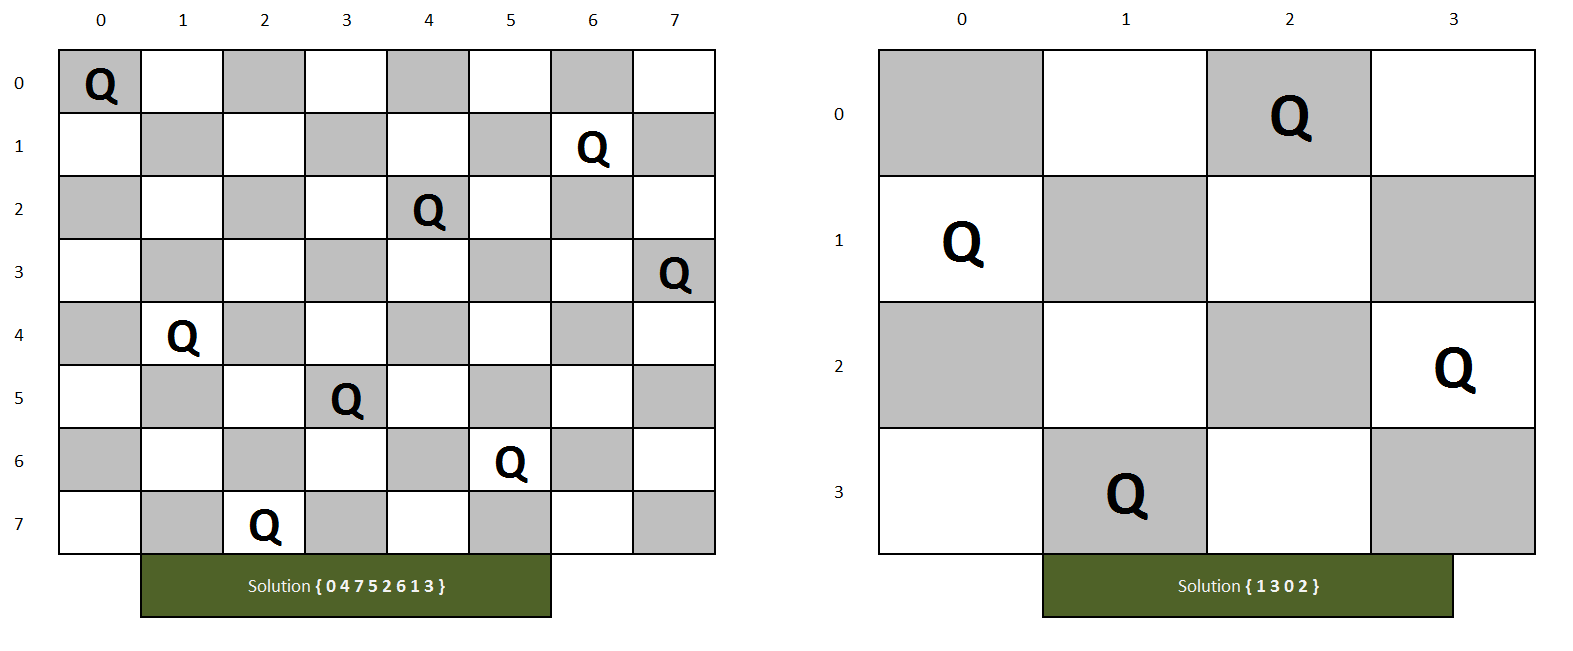 0 1 2 3 4 5 6 7
0 Q
1 Q
2 Q
3 Q
4 Q
5 Q
6 Q
7 Q
Solution { 0 4 7 5 2 6 1 3 }
0 1 2 3
0 Q
1 Q
2 Q
3 Q
Solution { 1 3 0 2 }